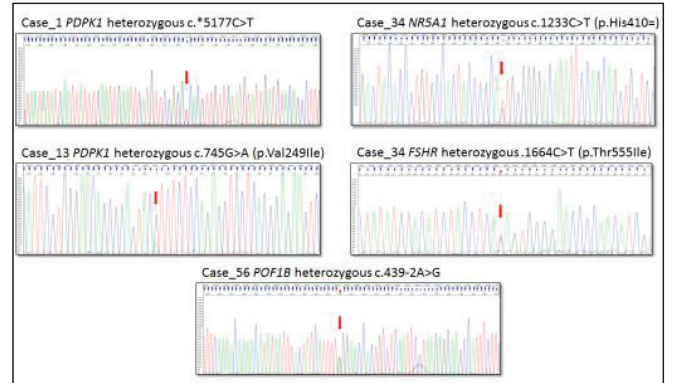 Case_1 PDPK1 heterozygous c.*5177C>T
Case_34 NR5A1 heterozygous c.1233C>T (p.His410=)
Case_13 PDPK1 heterozygous c.745G>A (p.Val249Ile)
Case_34 FSHR heterozygous .1664C>T (p.Thr555Ile)
Case_56 POF1B heterozygous c.439-2A>G